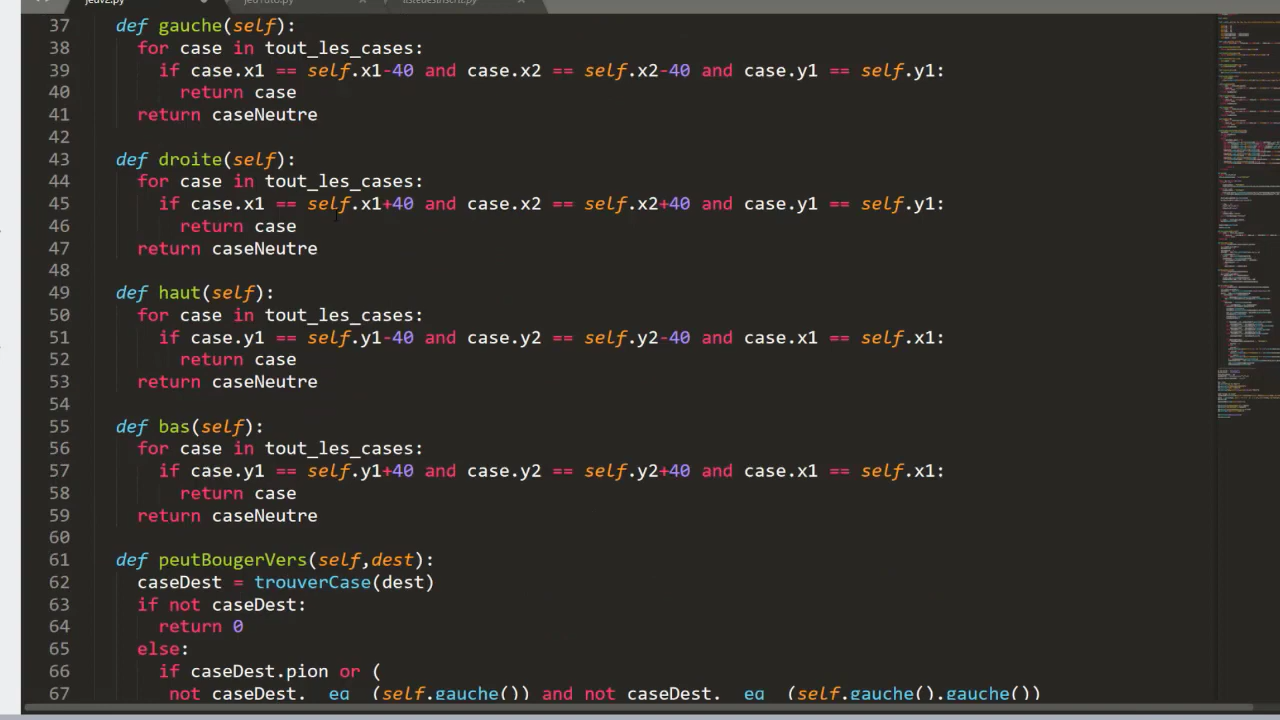 jeuv2.py jeuTuto.py listedestiscrit.py
37 def gauche(self):
38 for case in tout_les_cases:
39 if case.x1 == self.x1-40 and case.x2 == self.x2-40 and case.y1 == self.y1:
40 return case
41 return caseNeutre
42
43 def droite(self):
44 for case in tout_les_cases:
45 if case.x1 == self.x1+40 and case.x2 == self.x2+40 and case.y1 == self.y1:
46 return case
47 return caseNeutre
48
49 def haut(self):
50 for case in tout_les_cases:
51 if case.y1 == self.y1-40 and case.y2 == self.y2-40 and case.x1 == self.x1:
52 return case
53 return caseNeutre
54
55 def bas(self):
56 for case in tout_les_cases:
57 if case.y1 == self.y1+40 and case.y2 == self.y2+40 and case.x1 == self.x1:
58 return case
59 return caseNeutre
60
61 def peutBougerVers(self,dest):
62 caseDest = trouverCase(dest)
63 if not caseDest:
64 return 0
65 else:
66 if caseDest.pion or (
67 not caseDest.__eq__(self.gauche()) and not caseDest.__eq__(self.gauche().gauche())